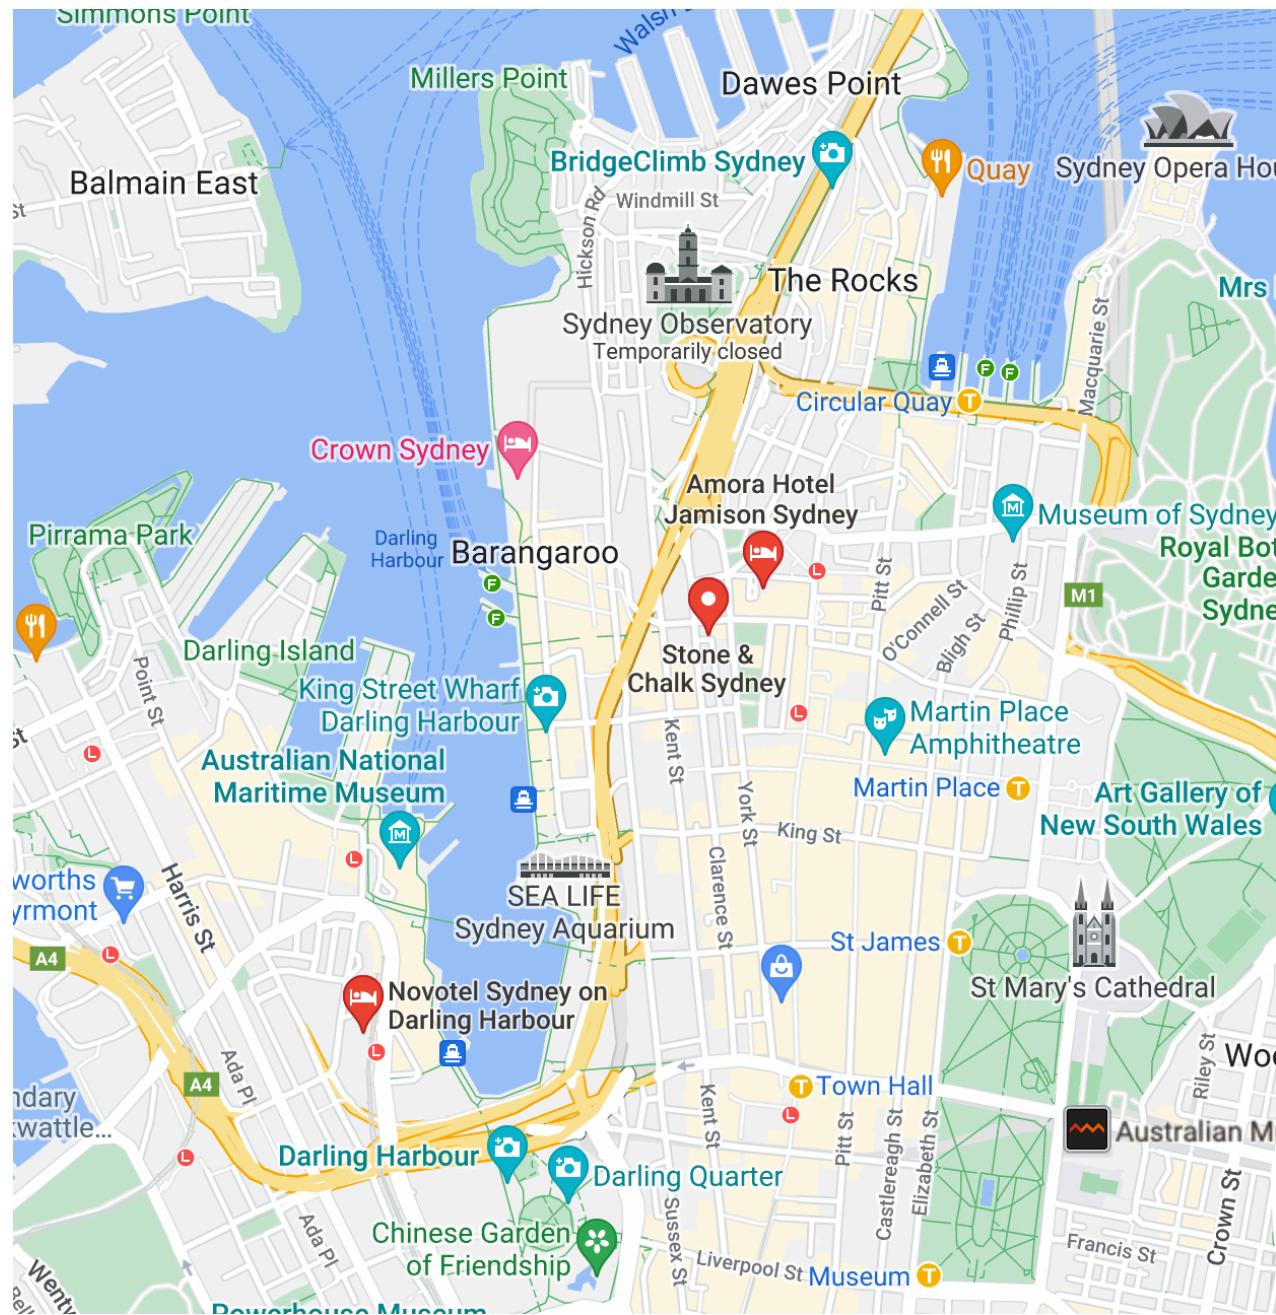 Simmons Point
Walsh
Millers Point
Dawes Point
BridgeClimb Sydney
Quay
Sydney Opera Hou
Balmain East
St
Windmill St
Hickson Rd
The Rocks
Mrs
Sydney Observatory
Temporarily closed
Macquarie St
Circular Quay
T
F
F
Crown Sydney
Amora Hotel
Jamison Sydney
Museum of Sydney
Pirrama Park
Darling
Harbour
Barangaroo
Royal Bot
Garde
Sydne
F
F
L
Pitt St
O'Connell St
Bligh St
Phillip St
M1
Stone &
Chalk Sydney
Darling Island
Point St
King Street Wharf
Darling Harbour
St
L
L
Kent St
Martin Place
Amphitheatre
Australian National
Maritime Museum
M
M
Martin Place
T
Art Gallery of
New South Wales
York St
King St
L
worths
yrmont
Harris St
SEA LIFE
Sydney Aquarium
Clarence St
St James
T
A4
L
St Mary's Cathedral
Novotel Sydney on
Darling Harbour
L
Ada Pl
A4
Riley St
Woo
ndary
kwattle...
T
Town Hall
L
Kent St
Pitt St
Castlereagh St
Elizabeth St
Australian M
L
Darling Harbour
Darling Quarter
Chinese Garden
of Friendship
Sussex St
Ada Pl
Liverpool St
Museum
T
Francis St
Crown St
Wenty
Bel
Powerhouse Museum